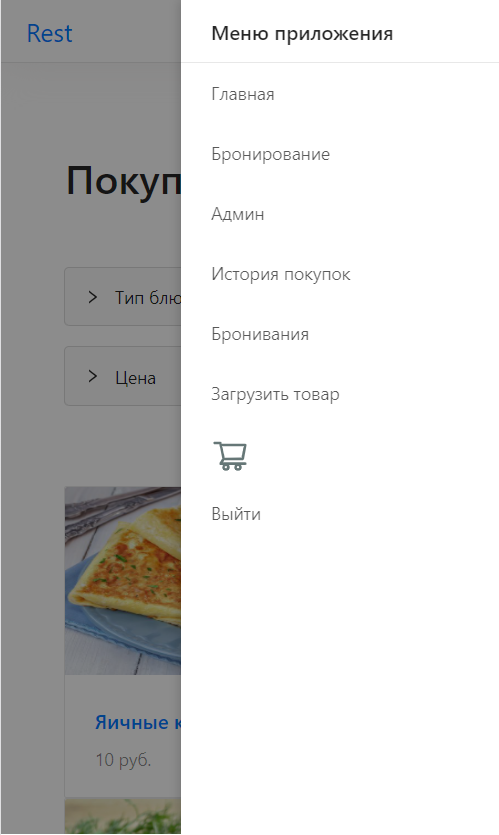 Rest
Меню приложения
Главная
Бронирование
Админ
История покупок
Бронивания
Загрузить товар
Выйти
Покуп
Тип блю
Цена
Яичные к
10 руб.